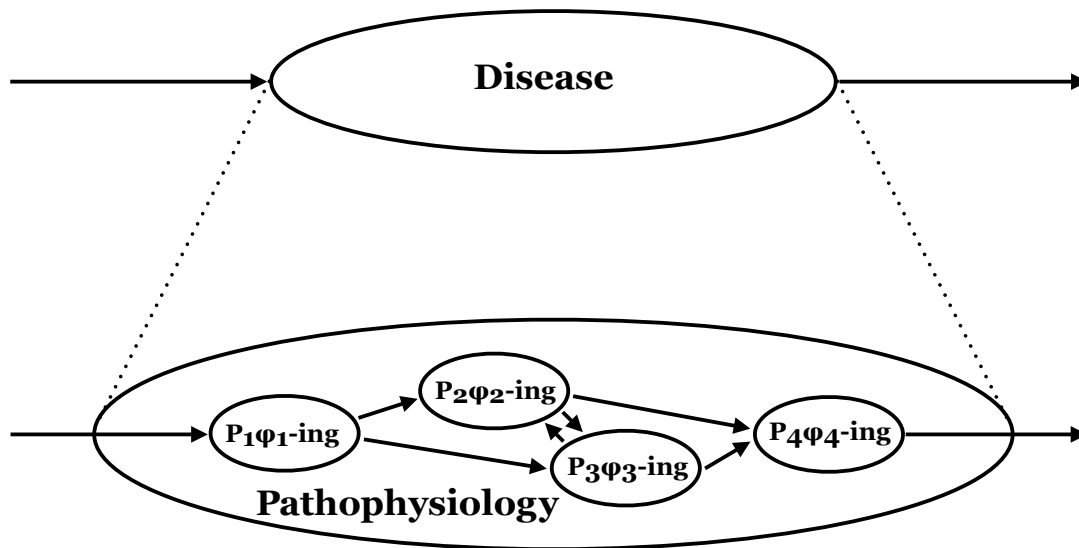 Disease
P2φ2-ing
P1φ1-ing
P4φ4-ing
P3φ3-ing
Pathophysiology